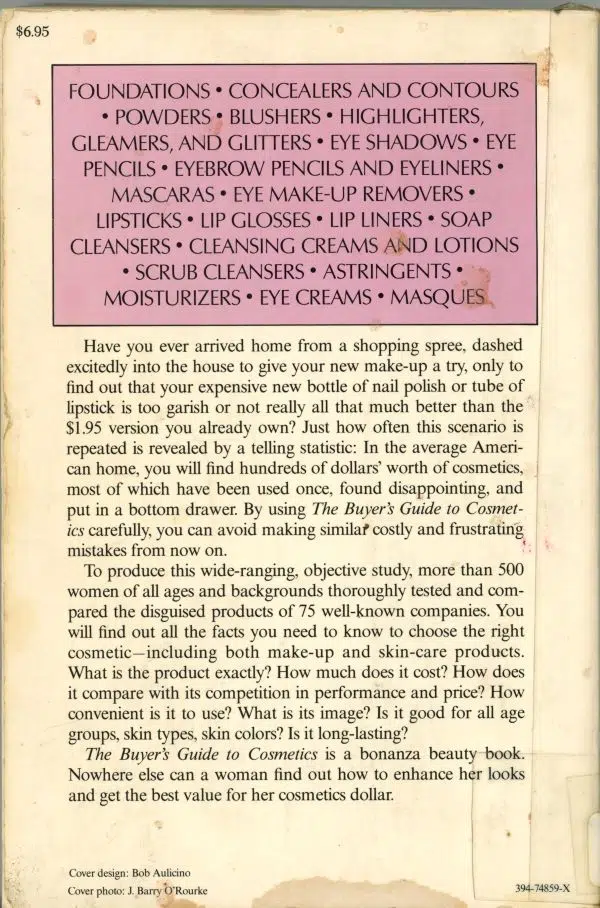 $6.95
FOUNDATIONS • CONCEALERS AND CONTOURS
• POWDERS • BLUSHERS • HIGHLIGHTERS,
GLEAMERS, AND GLITTERS • EYE SHADOWS • EYE
PENCILS • EYEBROW PENCILS AND EYELINERS •
MASCARAS • EYE MAKE-UP REMOVERS •
LIPSTICKS • LIP GLOSSES • LIP LINERS • SOAP
CLEANSERS • CLEANSING CREAMS AND LOTIONS
• SCRUB CLEANSERS • ASTRINGENTS •
MOISTURIZERS • EYE CREAMS • MASQUES
Have you ever arrived home from a shopping spree, dashed
excitedly into the house to give your new make-up a try, only to
find out that your expensive new bottle of nail polish or tube of
lipstick is too garish or not really all that much better than the
$1.95 version you already own? Just how often this scenario is
repeated is revealed by a telling statistic: In the average Ameri-
can home, you will find hundreds of dollars' worth of cosmetics,
most of which have been used once, found disappointing, and
put in a bottom drawer. By using The Buyer's Guide to Cosmet-
ics carefully, you can avoid making similar costly and frustrating
mistakes from now on.
To produce this wide-ranging, objective study, more than 500
women of all ages and backgrounds thoroughly tested and com-
pared the disguised products of 75 well-known companies. You
will find out all the facts you need to know to choose the right
cosmetic—including both make-up and skin-care products.
What is the product exactly? How much does it cost? How does
it compare with its competition in performance and price? How
convenient is it to use? What is its image? Is it good for all age
groups, skin types, skin colors? Is it long-lasting?
The Buyer's Guide to Cosmetics is a bonanza beauty book.
Nowhere else can a woman find out how to enhance her looks
and get the best value for her cosmetics dollar.
Cover design: Bob Aulicino
Cover photo: J. Barry O'Rourke
394-74859-X